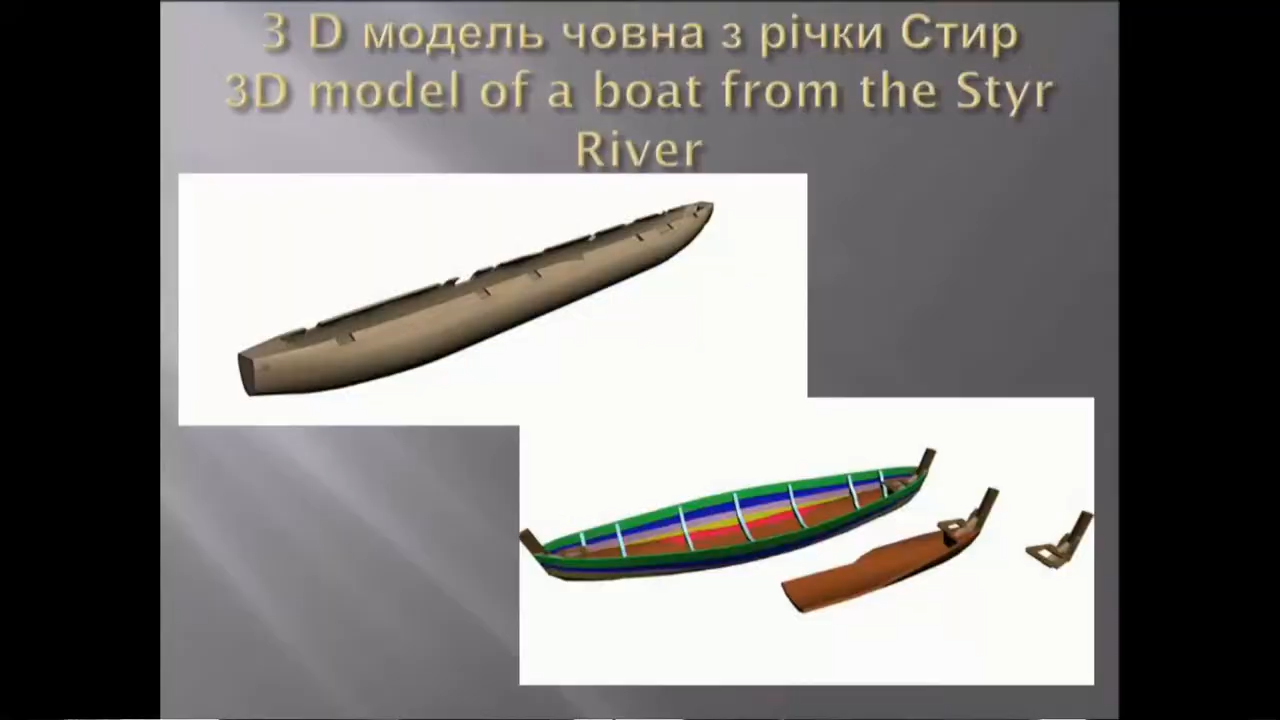 3 D модель човна з річки Стир
3D model of a boat from the Styr
River